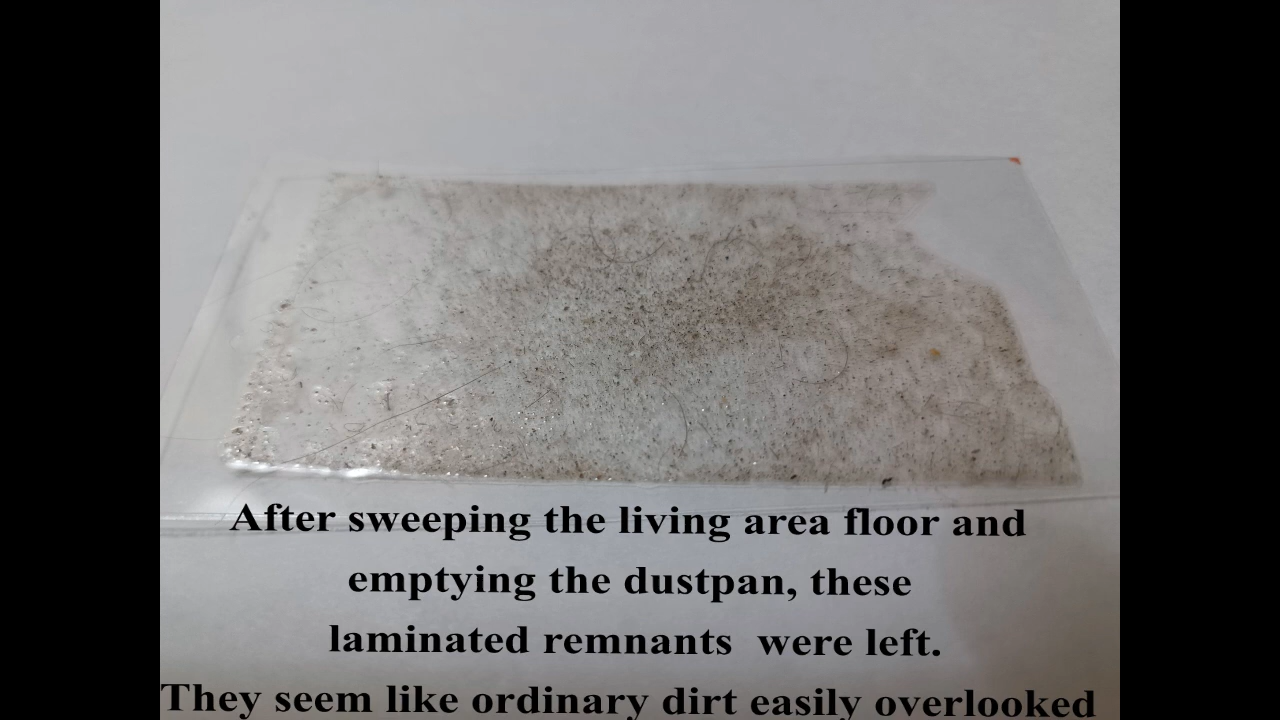 After sweeping the living area floor and
emptying the dustpan, these
laminated remnants were left.
They seem like ordinary dirt easily overlooked